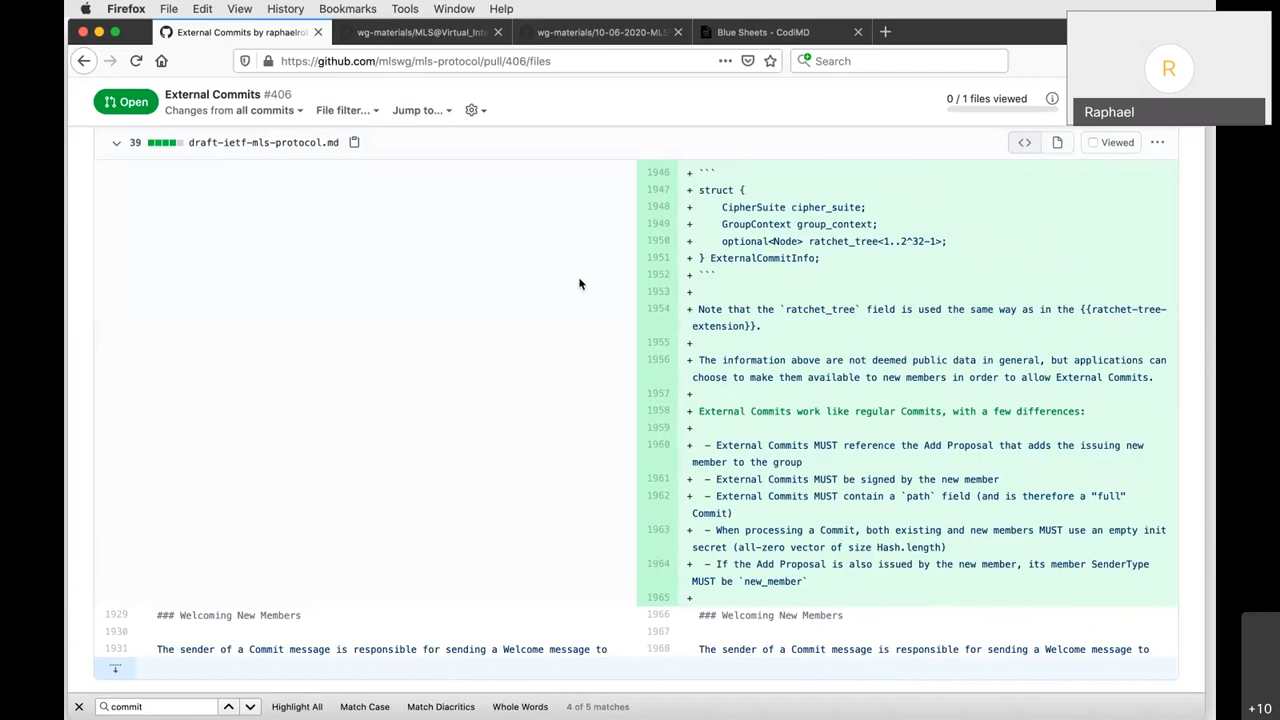 Firefox File Edit View History Bookmarks Tools Window Help
External Commits by raphaelro
wg-materials/MLS@Virtual_Inte
wg-materials/10-06-2020-MLS
Blue Sheets - CodiMD
https://github.com/mlswg/mls-protocol/pull/406/files
Search
R
Raphael
Open
External Commits #406
Changes from all commits File filter... Jump to...
0 / 1 files viewed
39 draft-ietf-mls-protocol.md
Viewed
1946 + ```
1947 + struct {
1948 + CipherSuite cipher_suite;
1949 + GroupContext group_context;
1950 + optional<Node> ratchet_tree<1..2^32-1>;
1951 + } ExternalCommitInfo;
1952 + ```
1953 +
1954 + Note that the `ratchet_tree` field is used the same way as in the {{ratchet-tree-
extension}}.
1955 +
1956 + The information above are not deemed public data in general, but applications can
choose to make them available to new members in order to allow External Commits.
1957 +
1958 + External Commits work like regular Commits, with a few differences:
1959 +
1960 + - External Commits MUST reference the Add Proposal that adds the issuing new
member to the group
1961 + - External Commits MUST be signed by the new member
1962 + - External Commits MUST contain a `path` field (and is therefore a "full"
Commit)
1963 + - When processing a Commit, both existing and new members MUST use an empty init
secret (all-zero vector of size Hash.length)
1964 + - If the Add Proposal is also issued by the new member, its member SenderType
MUST be `new_member`
1965 +
1929 ### Welcoming New Members 1966 ### Welcoming New Members
1930 1967
1931 The sender of a Commit message is responsible for sending a Welcome message to 1968 The sender of a Commit message is responsible for sending a Welcome message to
commit Highlight All Match Case Match Diacritics Whole Words 4 of 5 matches
+10